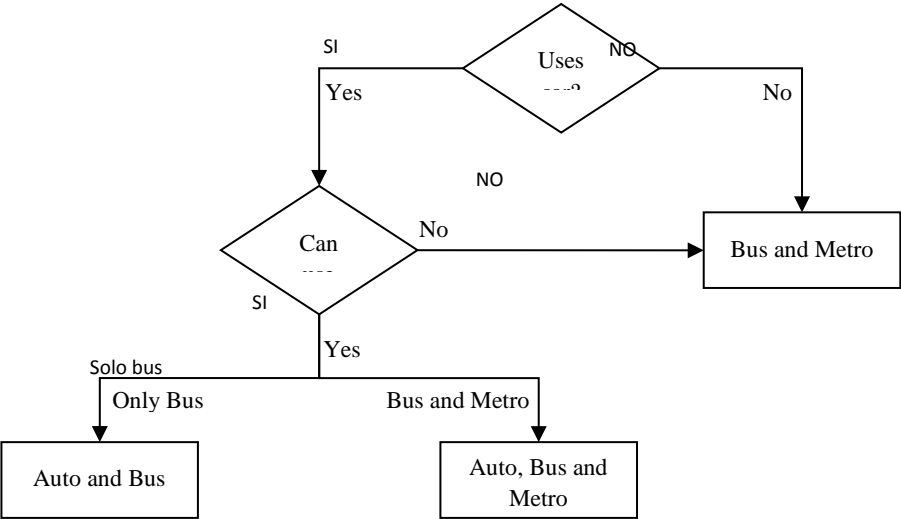 SI
NO
Uses
Yes
No
NO
Can
No
Bus and Metro
SI
Yes
Solo bus
Only Bus
Bus and Metro
Auto and Bus
Auto, Bus and
Metro